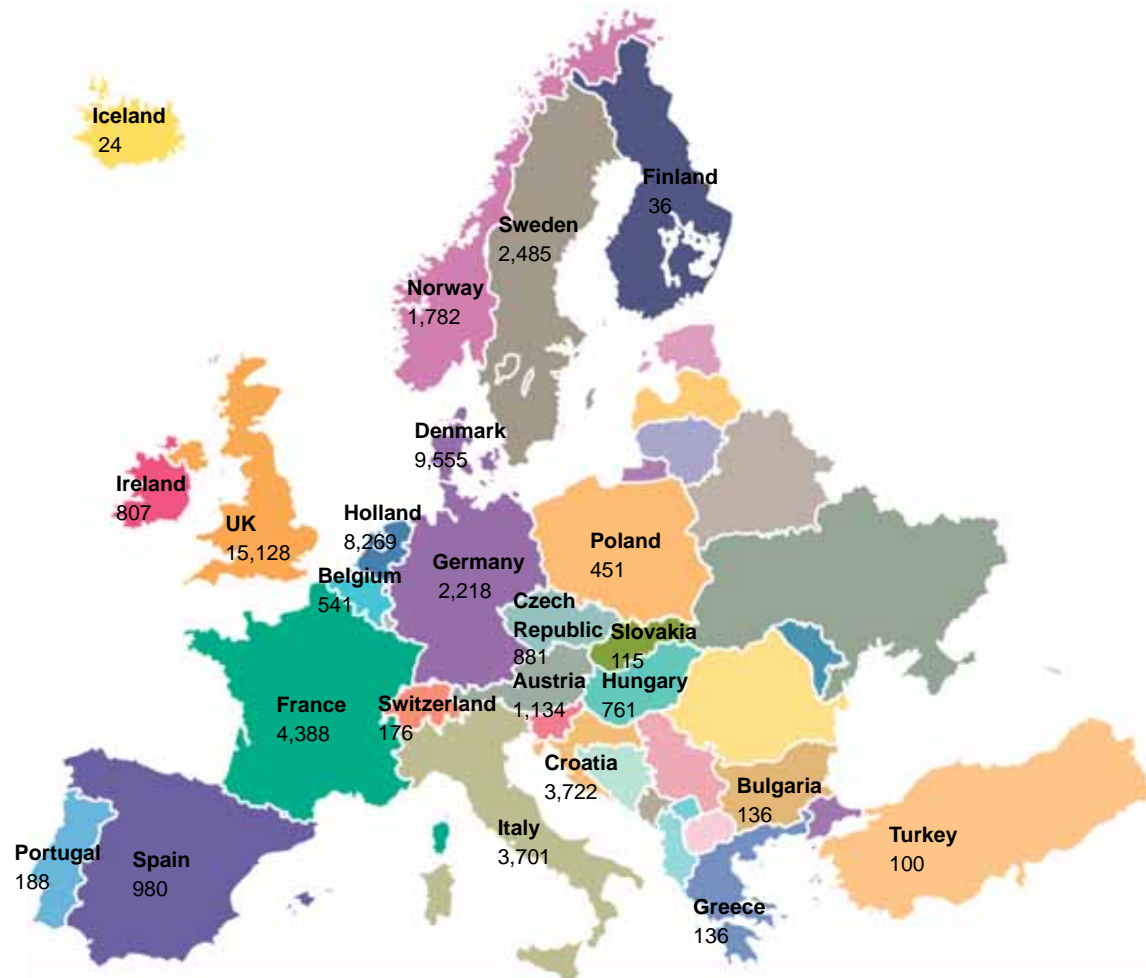 Iceland
24
Finland
36
Sweden
2,485
Norway
1,782
Denmark
9,555
Ireland
807
UK
15,128
Holland
8,269
Belgium
541
Germany
2,218
Poland
451
Czech
Republic
881
Slovakia
115
Austria
1,134
Hungary
761
France
4,388
Switzerland
176
Croatia
3,722
Bulgaria
136
Italy
3,701
Turkey
100
Portugal
188
Spain
980
Greece
136